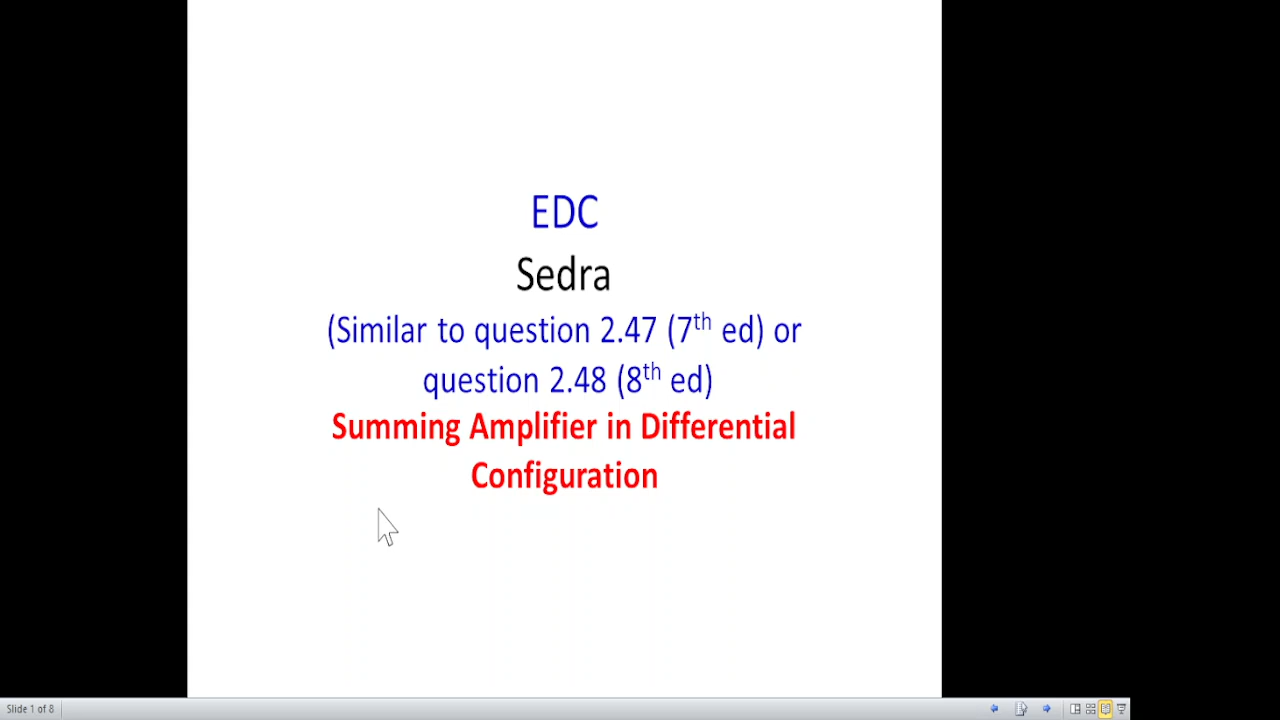 EDC
Sedra
(Similar to question 2.47 (7th ed) or
question 2.48 (8th ed)
Summing Amplifier in Differential
Configuration
Slide 1 of 8